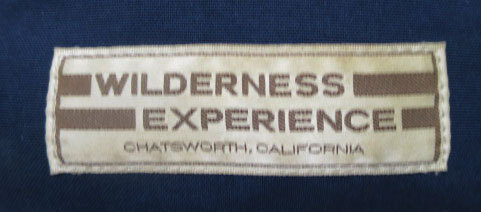 WILDERNESS
EXPERIENCE
CHATSWORTH, CALIFORNIA